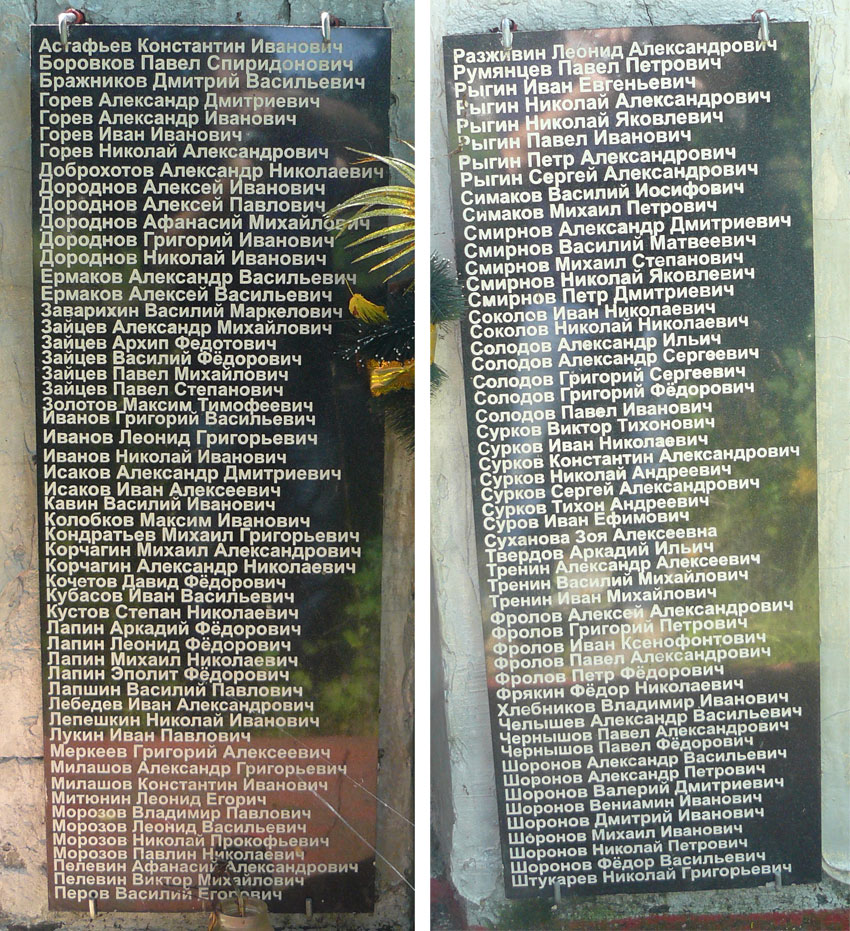 Астафьев Константин Иванович
Боровков Павел Спиридонович
Бражников Дмитрий Васильевич
Горев Александр Дмитриевич
Горев Александр Иванович
Горев Иван Иванович
Горев Николай Александрович
Доброхотов Александр Николаевич
Дороднов Алексей Иванович
Дороднов Алексей Павлович
Дороднов Афанасий Михайлович
Дороднов Григорий Иванович
Дороднов Николай Иванович
Ермаков Александр Васильевич
Ермаков Алексей Васильевич
Заварихин Василий Маркелович
Зайцев Александр Михайлович
Зайцев Архип Федотович
Зайцев Василий Фёдорович
Зайцев Павел Михайлович
Зайцев Павел Степанович
Золотов Максим Тимофеевич
Иванов Григорий Васильевич
Иванов Леонид Григорьевич
Иванов Николай Иванович
Исаков Александр Дмитриевич
Исаков Иван Алексеевич
Кавин Василий Иванович
Колобков Максим Иванович
Кондратьев Михаил Григорьевич
Корчагин Михаил Александрович
Корчагин Александр Николаевич
Кочетов Давид Фёдорович
Кубасов Иван Васильевич
Кустов Степан Николаевич
Лапин Аркадий Фёдорович
Лапин Леонид Фёдорович
Лапин Михаил Николаевич
Лапин Эполит Фёдорович
Лапшин Василий Павлович
Лебедев Иван Александрович
Лепешкин Николай Иванович
Лукин Иван Павлович
Меркеев Григорий Алексеевич
Милашов Александр Григорьевич
Милашов Константин Иванович
Митюнин Леонид Егорич
Морозов Владимир Павлович
Морозов Леонид Васильевич
Морозов Николай Прокофьевич
Морозов Павлин Николаевич
Пелевин Афанасий Александрович
Пелевин Виктор Михайлович
Перов Василий Егорович
Разживин Леонид Александрович
Румянцев Павел Петрович
Рыгин Иван Евгеньевич
Рыгин Николай Александрович
Рыгин Николай Яковлевич
Рыгин Павел Иванович
Рыгин Петр Александрович
Рыгин Сергей Александрович
Симаков Василий Иосифович
Симаков Михаил Петрович
Смирнов Александр Дмитриевич
Смирнов Василий Матвеевич
Смирнов Михаил Степанович
Смирнов Николай Яковлевич
Смирнов Петр Дмитриевич
Соколов Иван Николаевич
Соколов Николай Николаевич
Солодов Александр Ильич
Солодов Александр Сергеевич
Солодов Григорий Сергеевич
Солодов Григорий Фёдорович
Солодов Павел Иванович
Сурков Виктор Тихонович
Сурков Иван Николаевич
Сурков Константин Александрович
Сурков Николай Андреевич
Сурков Сергей Александрович
Сурков Тихон Андреевич
Суров Иван Ефимович
Суханова Зоя Алексеевна
Твердов Аркадий Ильич
Тренин Александр Алексеевич
Тренин Василий Михайлович
Тренин Иван Михайлович
Фролов Алексей Александрович
Фролов Григорий Петрович
Фролов Иван Ксенофонтович
Фролов Павел Александрович
Фролов Петр Фёдорович
Фрякин Фёдор Николаевич
Хлебников Владимир Иванович
Челышев Александр Васильевич
Чернышов Павел Александрович
Чернышов Павел Фёдорович
Шоронов Александр Васильевич
Шоронов Александр Петрович
Шоронов Валерий Дмитриевич
Шоронов Вениамин Иванович
Шоронов Дмитрий Иванович
Шоронов Михаил Иванович
Шоронов Николай Петрович
Шоронов Фёдор Васильевич
Штукарев Николай Григорьевич